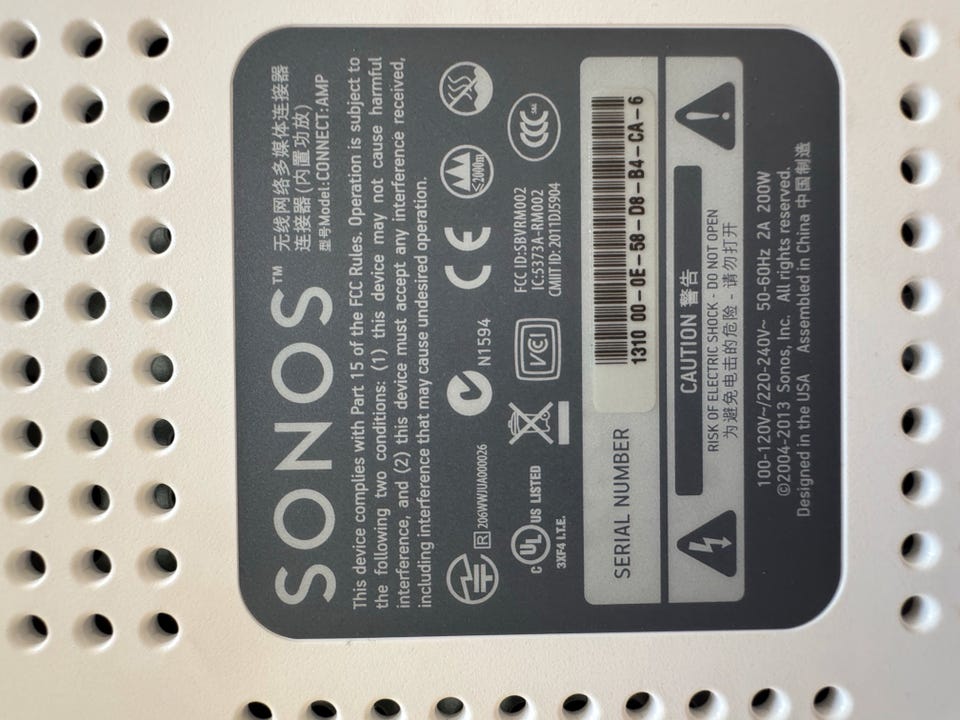 SONOS™
无线网络多媒体连接器
连接器(内置功放)
型号Model:CONNECT:AMP
This device complies with Part 15 of the FCC Rules. Operation is subject to
the following two conditions: (1) this device may not cause harmful
interference, and (2) this device must accept any interference received,
including interference that may cause undesired operation.
R 206WWJUA000026
N1594
CE
≤2000m
C UL US LISTED
3XF4 I.T.E.
VCI
FCC ID:SBVRM002
IC:5373A-RM002
CMIIT ID: 2011DJ5904
CCC S&E
SERIAL NUMBER
1310 00-0E-58-D8-B4-CA-6
CAUTION 警告
RISK OF ELECTRIC SHOCK - DO NOT OPEN
为避免电击的危险 - 请勿打开
100-120V~/220-240V~ 50-60Hz 2A 200W
©2004-2013 Sonos, Inc. All rights reserved.
Designed in the USA Assembled in China 中国制造